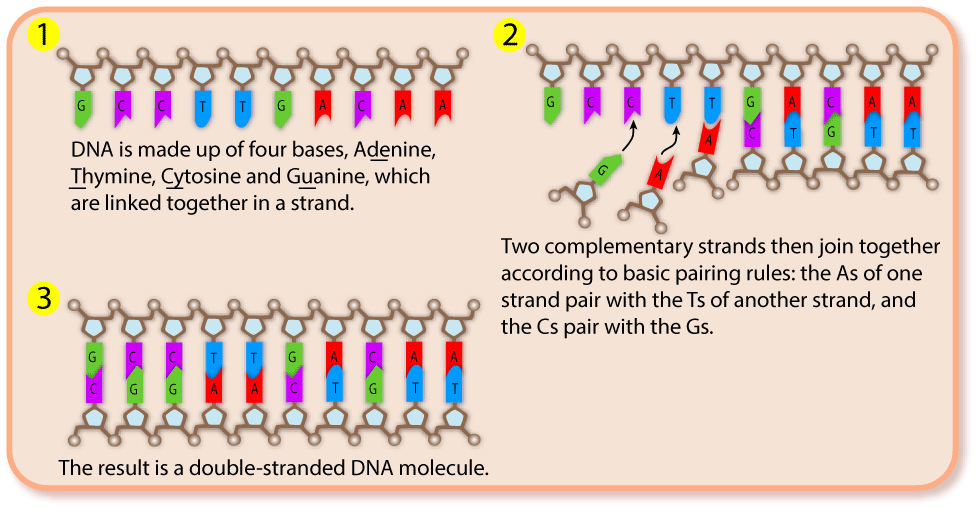 1
G C C T T G A C A A
DNA is made up of four bases, Adenine,
Thymine, Cytosine and Guanine, which
are linked together in a strand.
2
G C C T T G A C A A
C T G T T
G A A
Two complementary strands then join together
according to basic pairing rules: the As of one
strand pair with the Ts of another strand, and
the Cs pair with the Gs.
3
G C C T T G A C A A
C G G A A C T G T T
The result is a double-stranded DNA molecule.